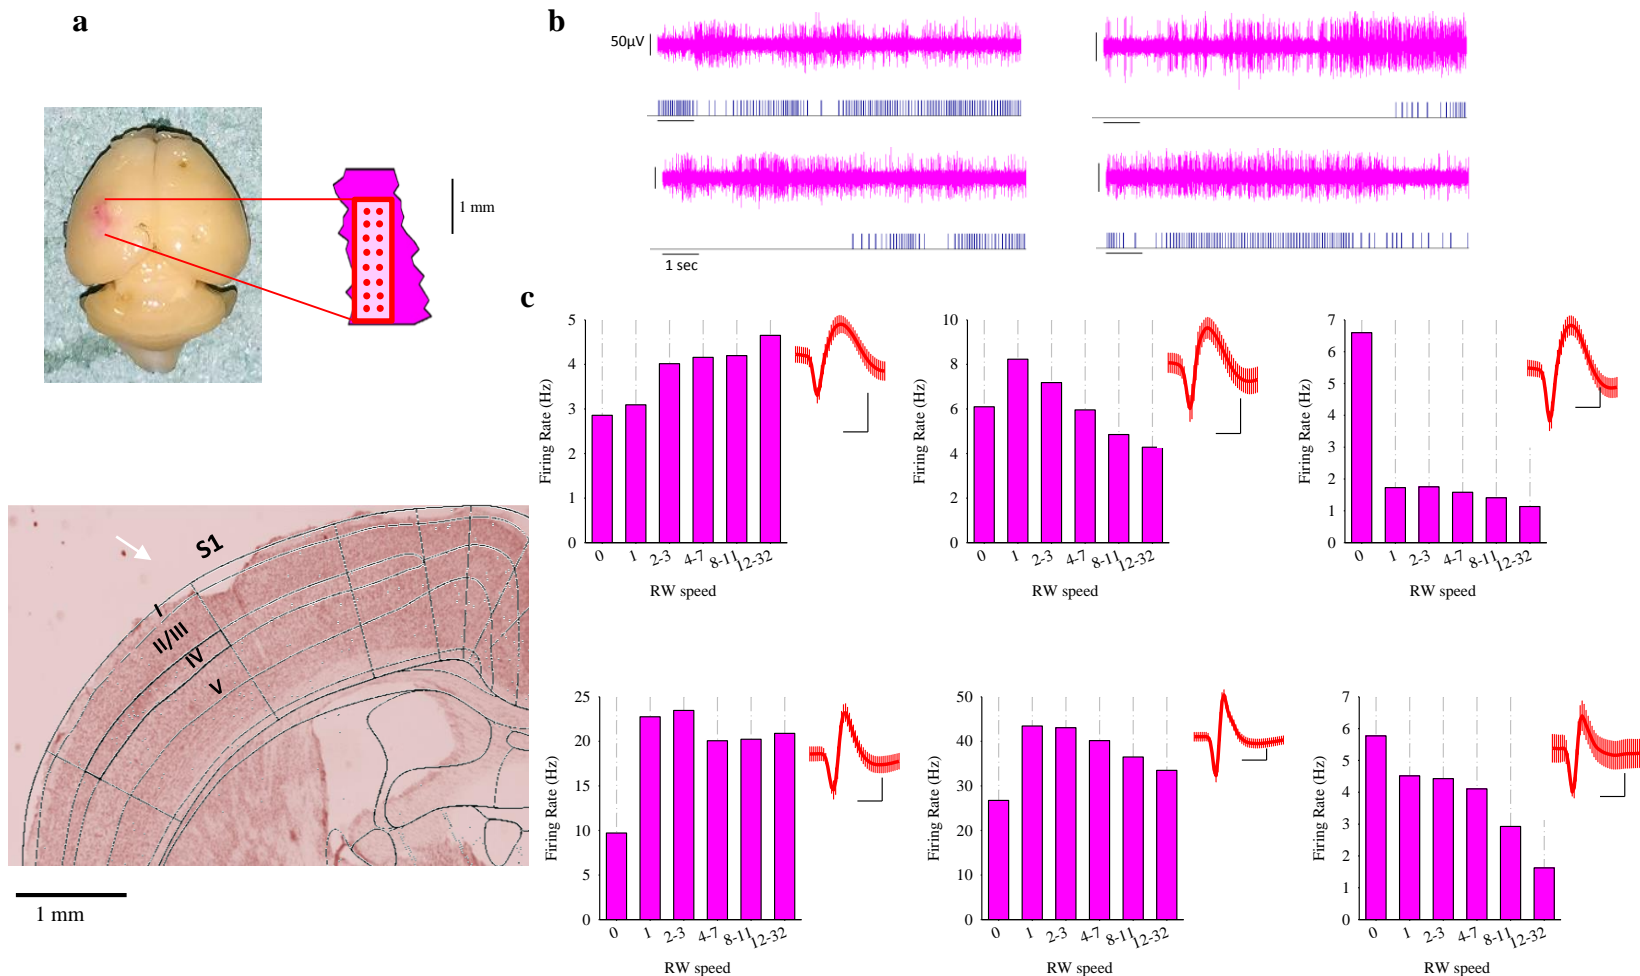 a
b
50μV
1 mm
1 sec
c
5
4
3
2
1
0
Firing Rate (Hz)
0 1 2-3 4-7 8-11 12-32
RW speed
10
8
6
4
2
0
Firing Rate (Hz)
0 1 2-3 4-7 8-11 12-32
RW speed
7
6
5
4
3
2
1
0
Firing Rate (Hz)
0 1 2-3 4-7 8-11 12-32
RW speed
S1
I
II/III
IV
V
1 mm
25
20
15
10
5
0
Firing Rate (Hz)
0 1 2-3 4-7 8-11 12-32
RW speed
50
40
30
20
10
0
Firing Rate (Hz)
0 1 2-3 4-7 8-11 12-32
RW speed
7
6
5
4
3
2
1
0
Firing Rate (Hz)
0 1 2-3 4-7 8-11 12-32
RW speed